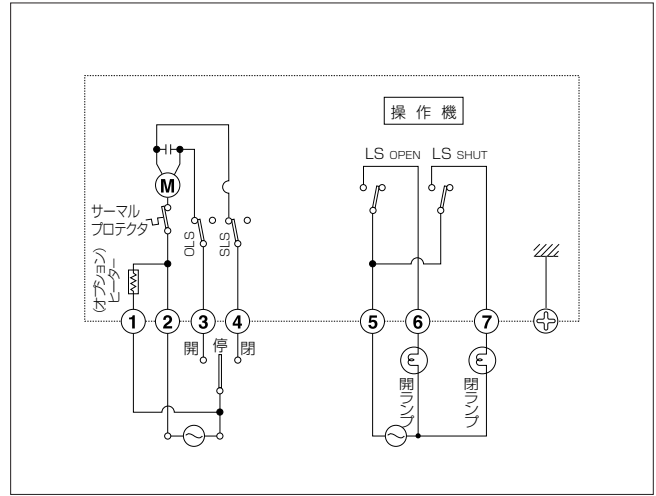 操作機
LS OPEN
LS SHUT
M
サーマル
プロテクタ
OLS
SLS
(オプション)
ヒーター
1
2
3
4
5
6
7
開
停
閉
開ランプ
閉ランプ